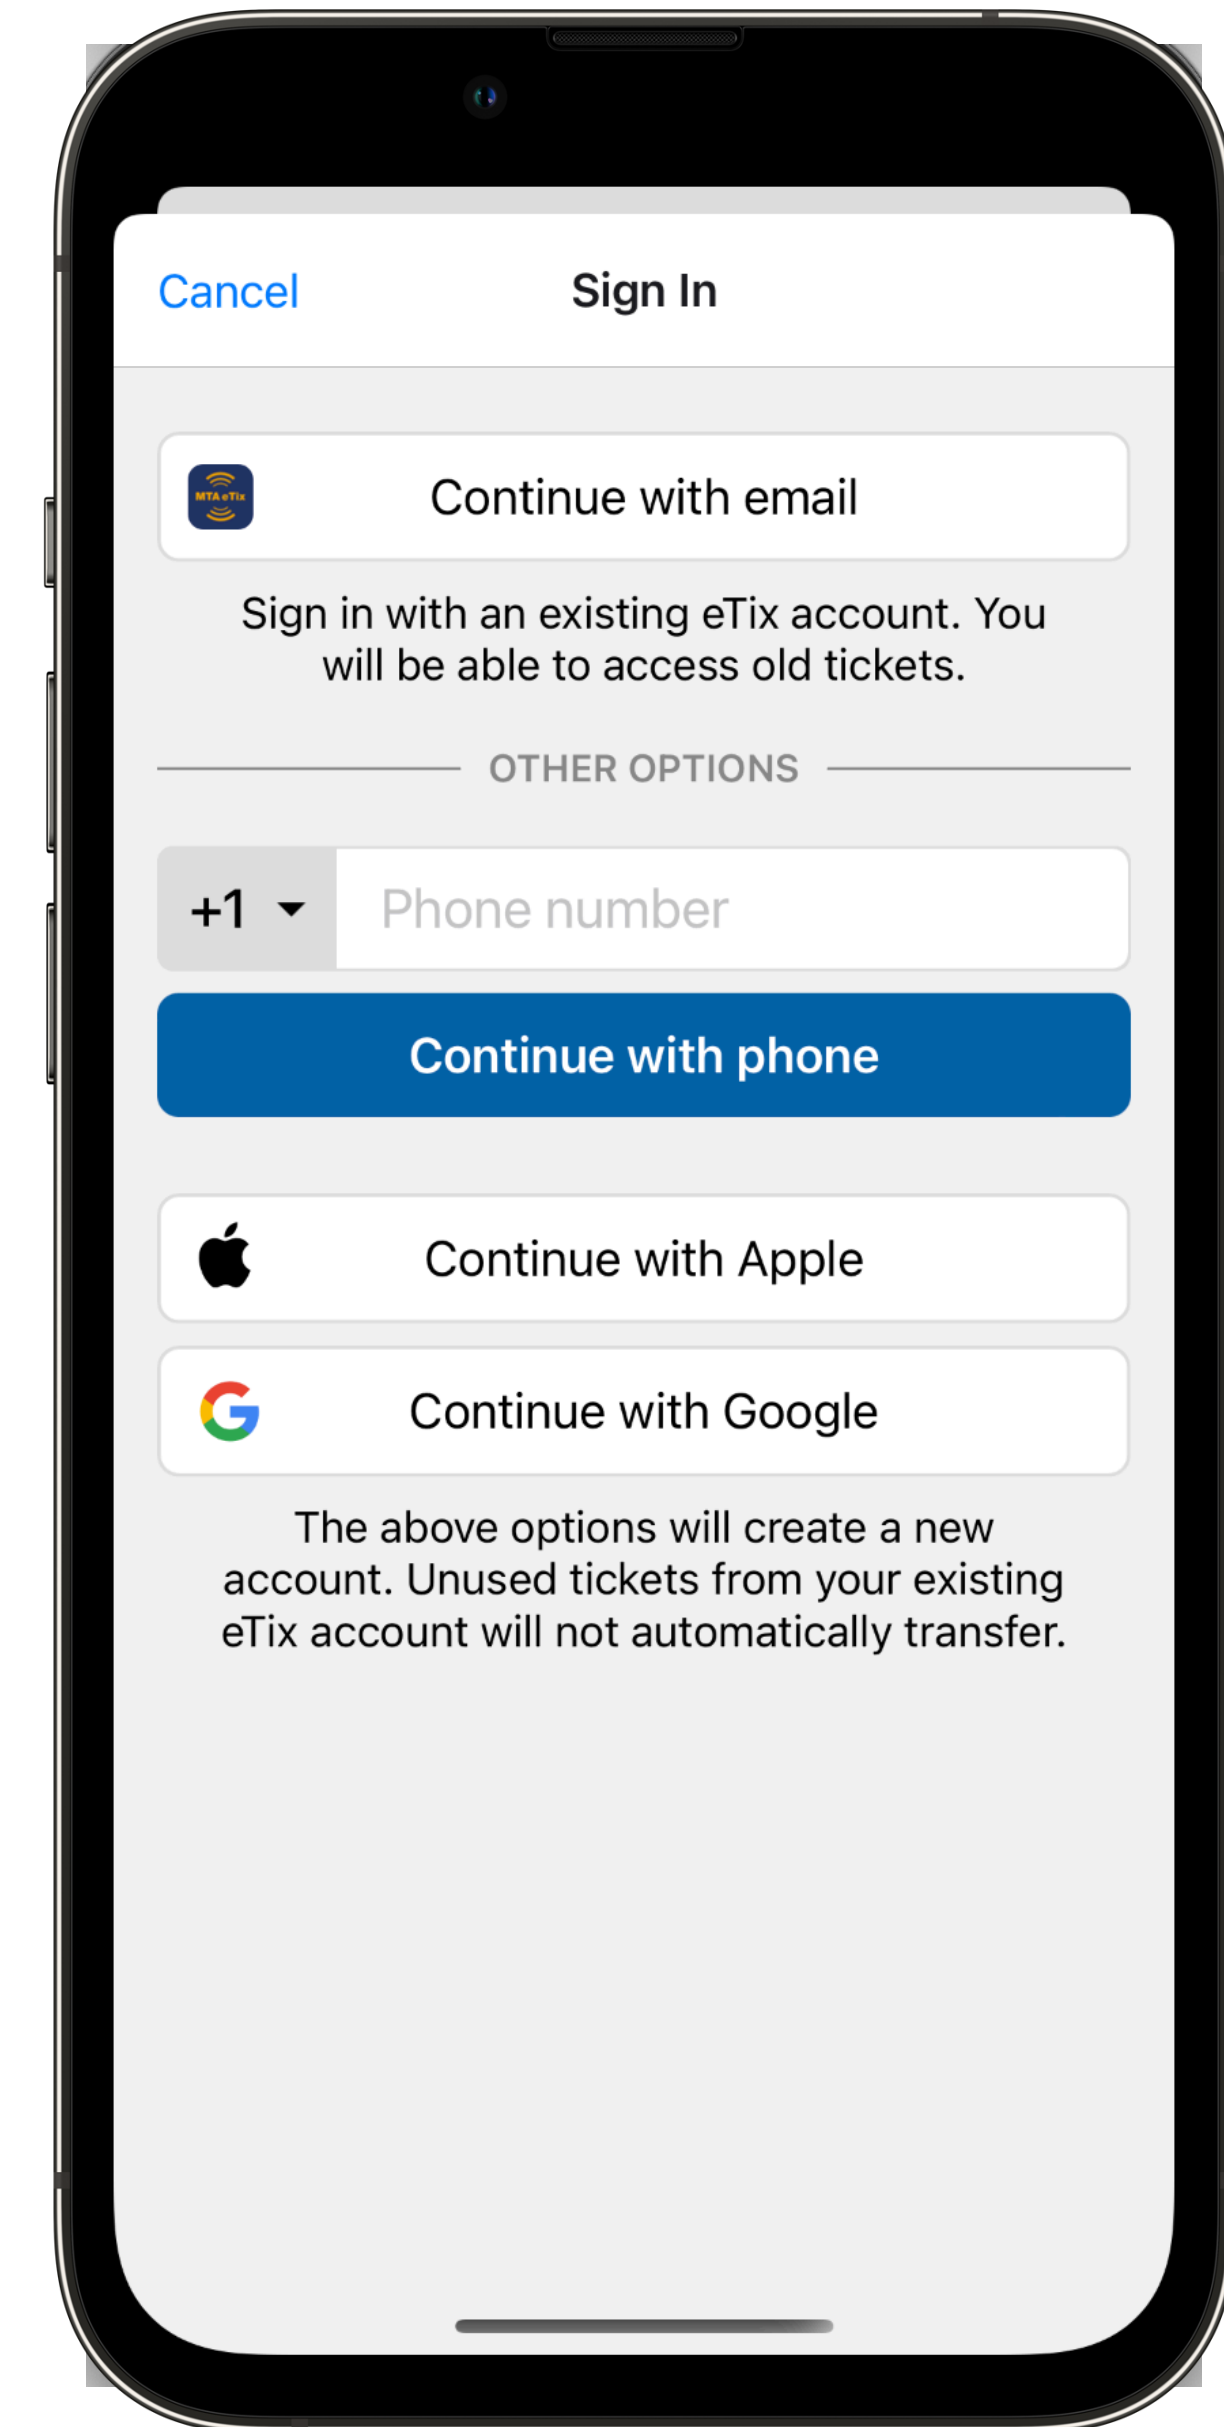 Cancel
Sign In
MTA eTix
Continue with email
Sign in with an existing eTix account. You
will be able to access old tickets.
OTHER OPTIONS
+1
Phone number
Continue with phone
Continue with Apple
Continue with Google
The above options will create a new
account. Unused tickets from your existing
eTix account will not automatically transfer.